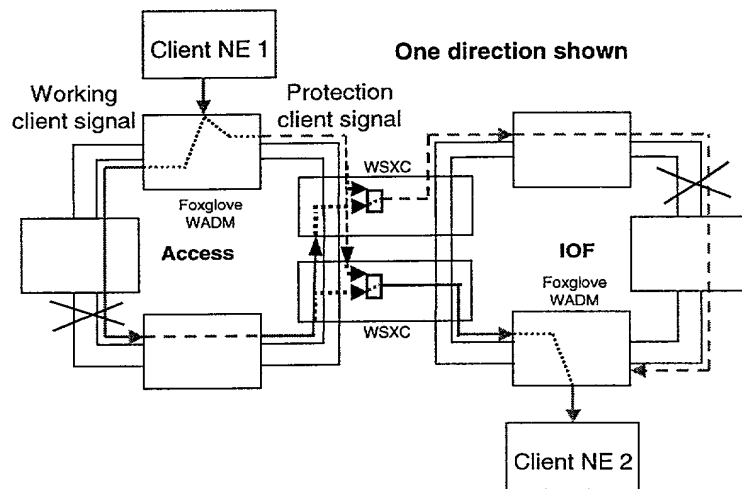 Client NE 1
One direction shown
Working
client signal
Protection
client signal
WSXC
Foxglove
WADM
Access
IOF
Foxglove
WADM
WSXC
Client NE 2